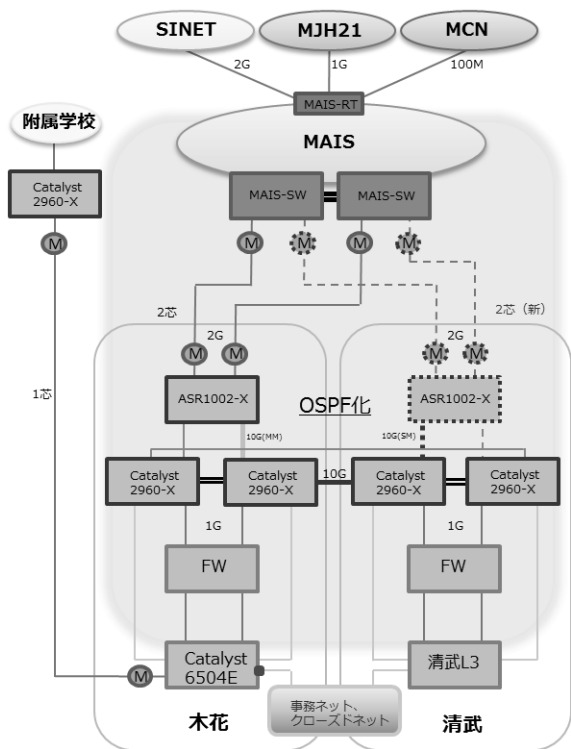 SINET
MJH21
MCN
2G
1G
100M
MAIS-RT
MAIS
附属学校
Catalyst
2960-X
M
MAIS-SW
MAIS-SW
M
M
M
M
2芯
2芯（新）
2G
2G
M
M
M
M
ASR1002-X
ASR1002-X
1芯
OSPF化
10G(MM)
10G(SM)
Catalyst
2960-X
Catalyst
2960-X
10G
Catalyst
2960-X
Catalyst
2960-X
1G
1G
FW
FW
Catalyst
6504E
清武L3
M
事務ネット、
クローズドネット
木花
清武